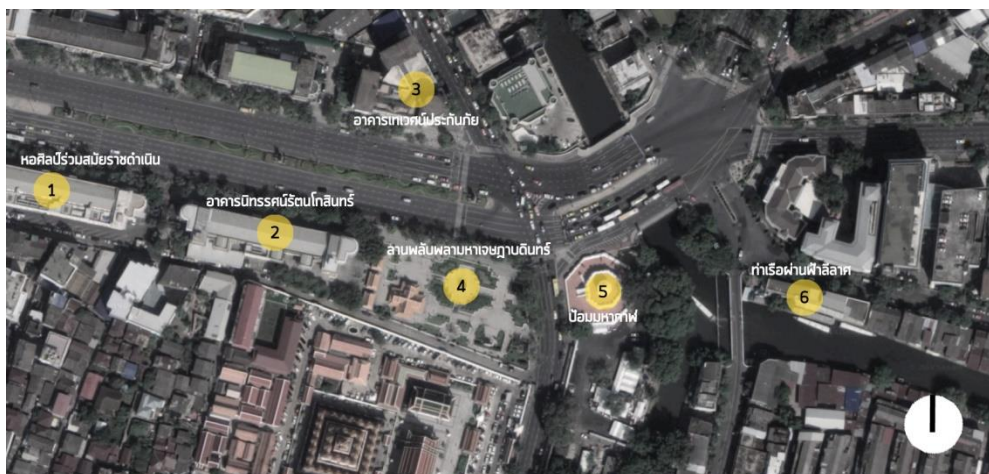 3
อาคารเทเวศน์ประกันภัย
หอศิลป์ร่วมสมัยราชดำเนิน
1
อาคารนิทรรศน์รัตนโกสินทร์
2
ลานพลับพลามหาเจษฎาบดินทร์
4
5
ป้อมมหากาฬ
ท่าเรือผ่านฟ้าลีลาศ
6